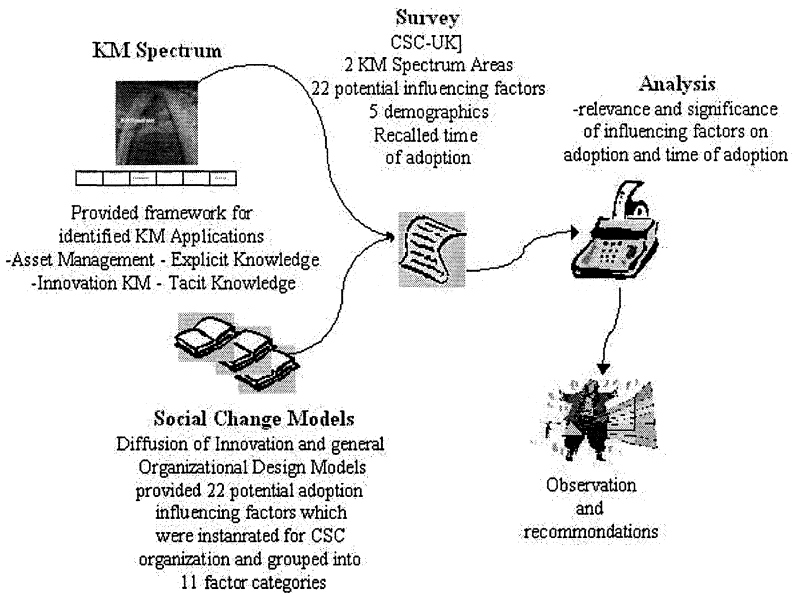 KM Spectrum
Provided framework for
identified KM Applications
-Asset Management - Explicit Knowledge
-Innovation KM - Tacit Knowledge
Social Change Models
Diffusion of Innovation and general
Organizational Design Models
provided 22 potential adoption
influencing factors which
were instanrated for CSC
organization and grouped into
11 factor categories
Survey
CSC-UK]
2 KM Spectrum Areas
22 potential influencing factors
5 demographics
Recalled time
of adoption
Analysis
-relevance and significance
of influencing factors on
adoption and time of adoption
Observation
and
recommondations